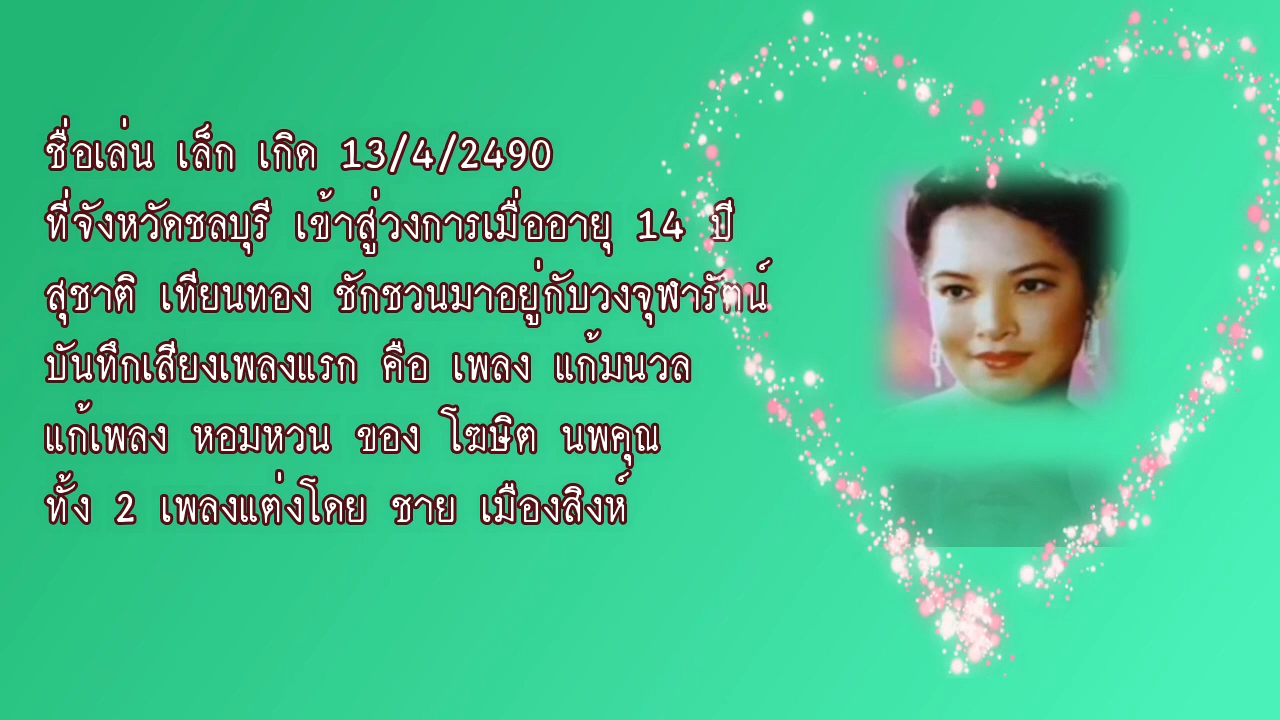 ชื่อเล่น เล็ก เกิด 13/4/2490
ที่จังหวัดชลบุรี เข้าสู่วงการเมื่ออายุ 14 ปี
สุชาติ เทียนทอง ชักชวนมาอยู่กับวงจุฬารัตน์
บันทึกเสียงเพลงแรก คือ เพลง แก้มนวล
แก้เพลง หอมหวน ของ โฆษิต นพคุณ
ทั้ง 2 เพลงแต่งโดย ชาย เมืองสิงห์